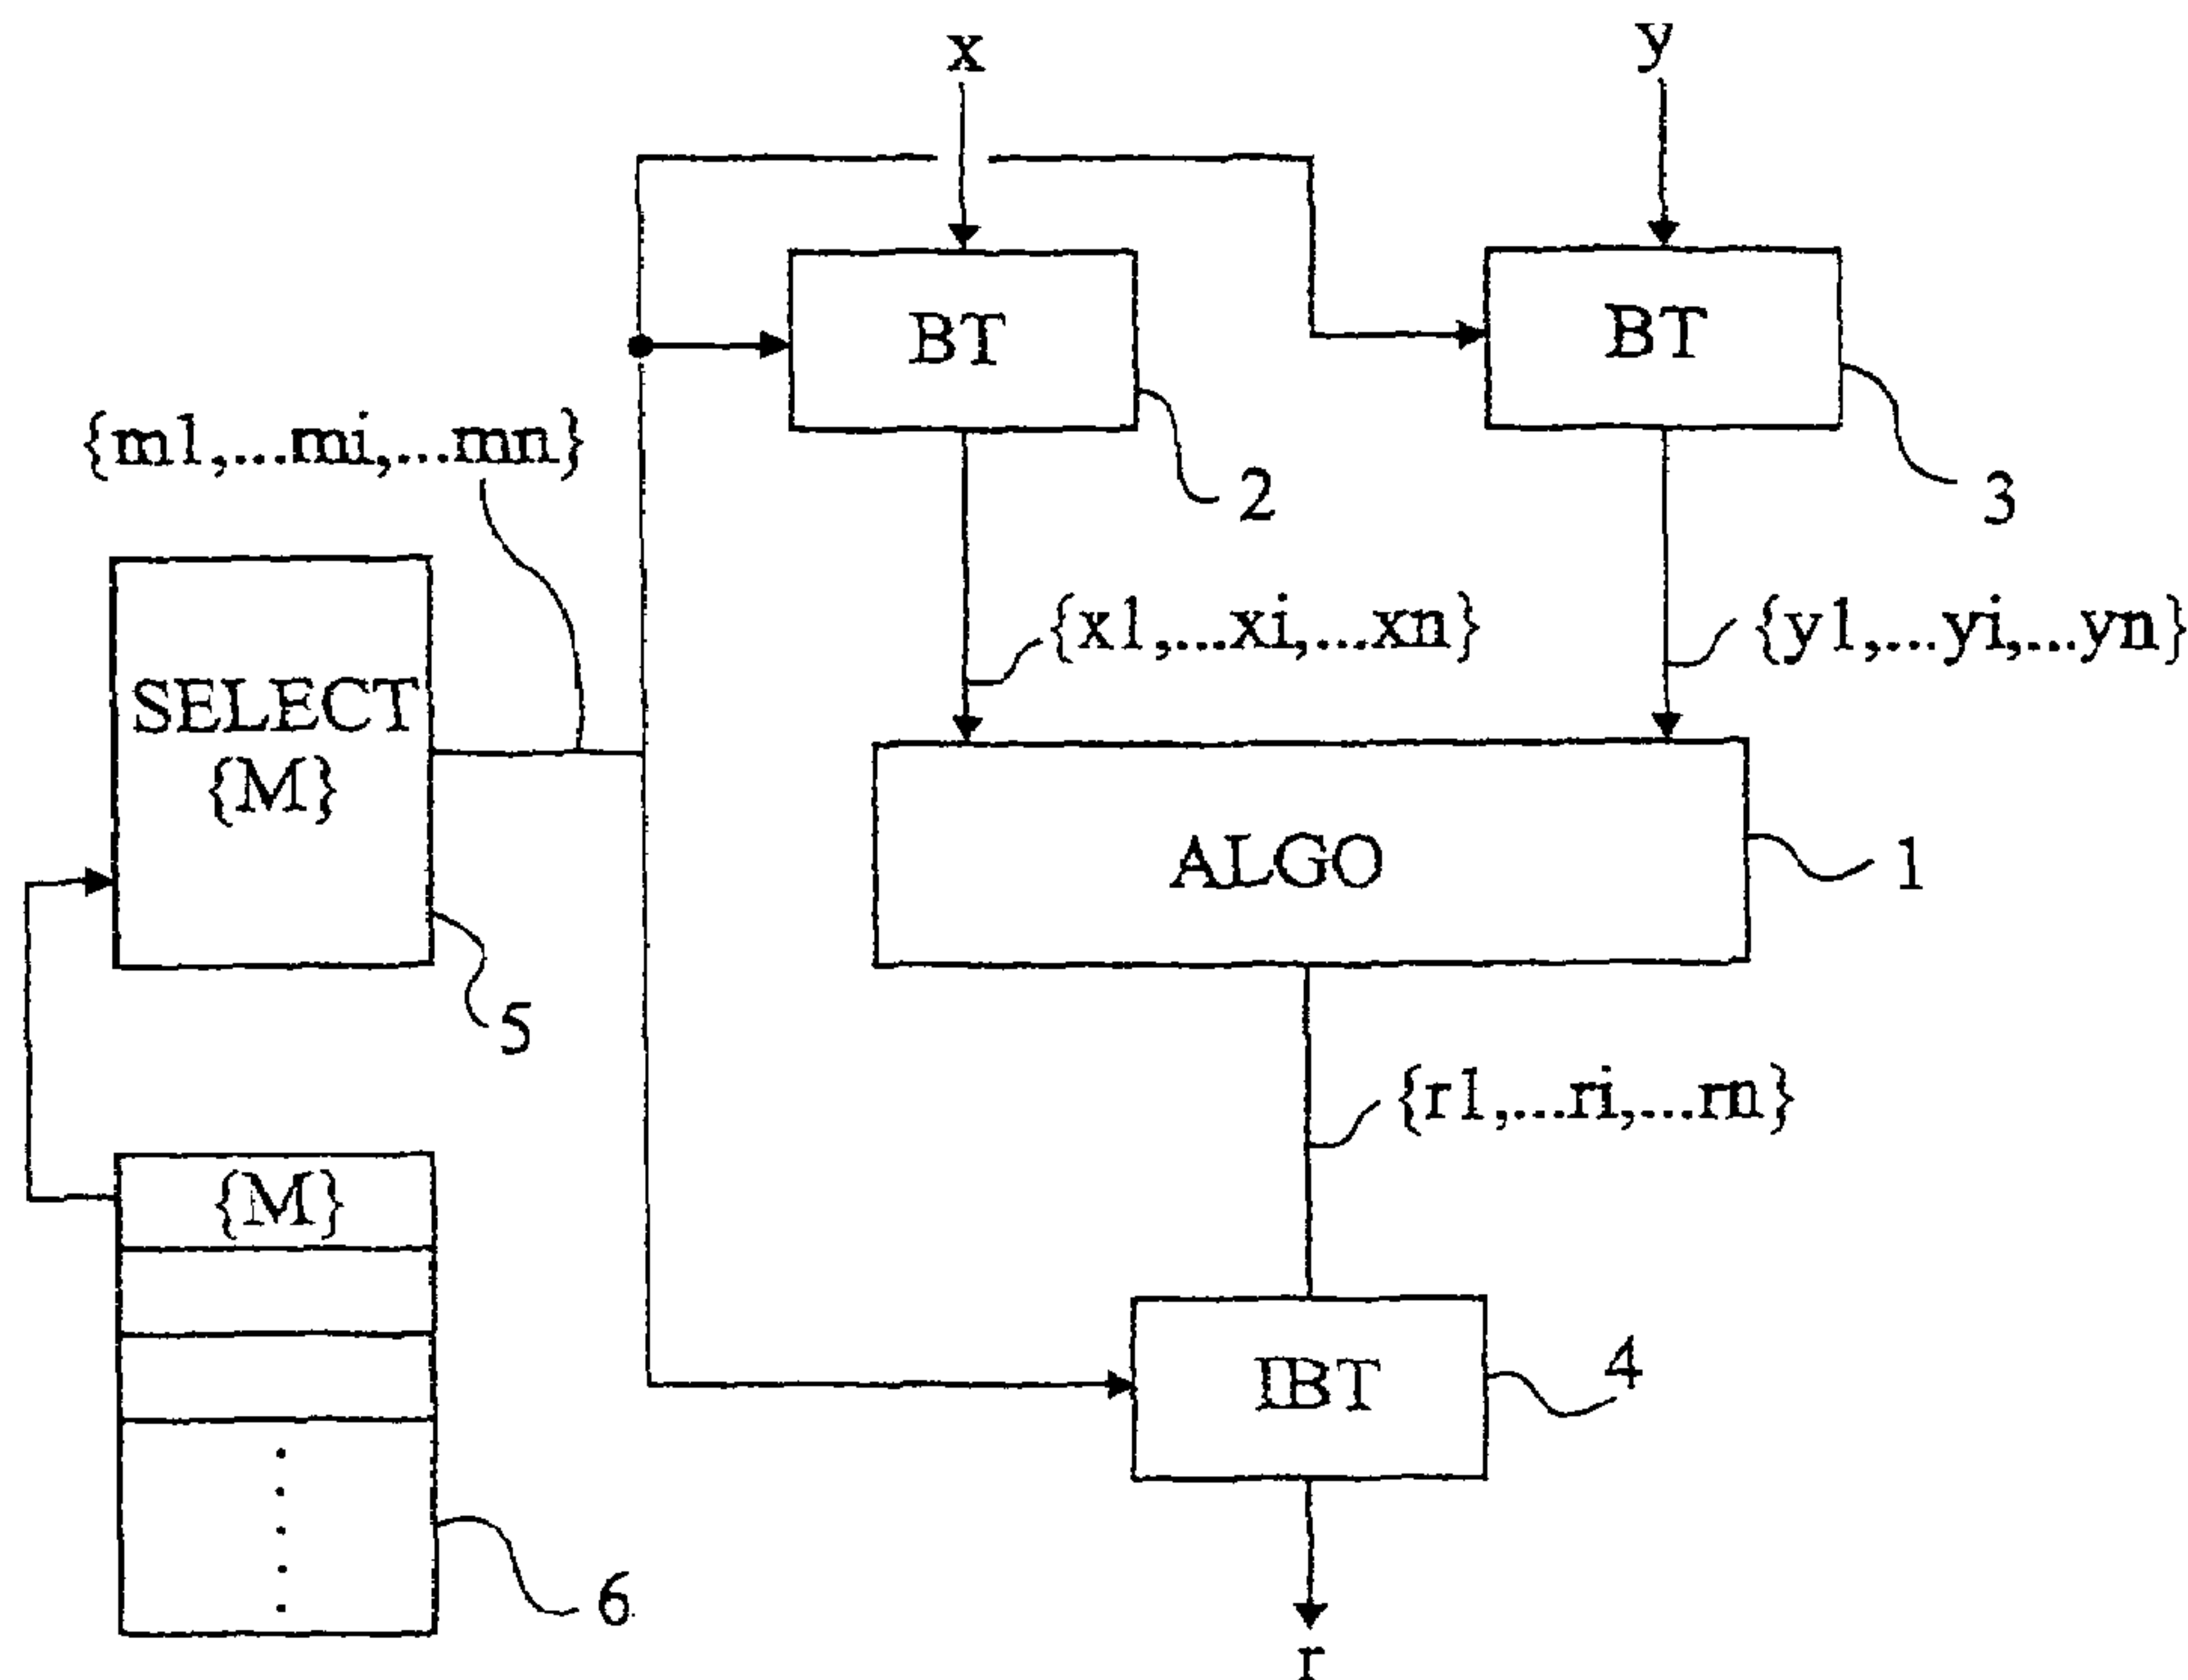 x
y
BT
BT
{m1,...mi,...mn}
2
3
{x1,...xi,...xn}
{y1,...yi,...yn}
SELECT
{M}
ALGO
1
5
{r1,...ri,...rn}
{M}
IBT
4
6
r